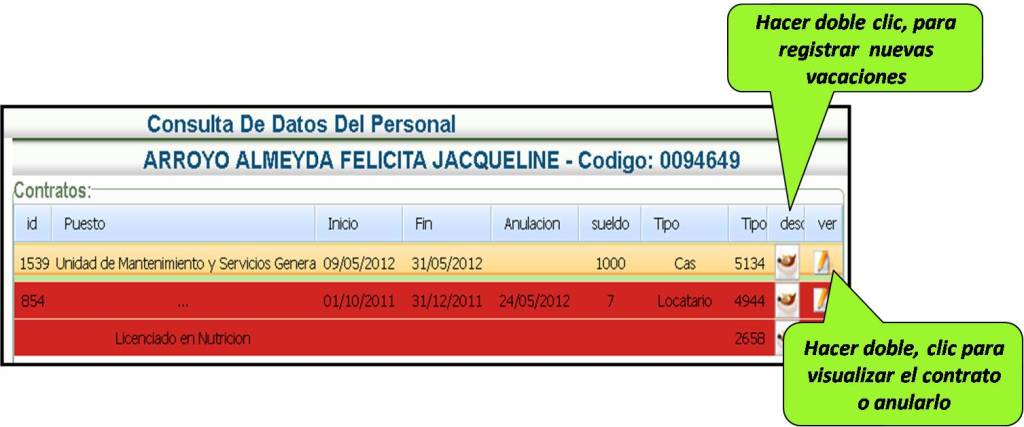 Hacer doble clic, para
registrar nuevas
vacaciones
Consulta De Datos Del Personal
ARROYO ALMEYDA FELICITA JACQUELINE - Codigo: 0094649
Contratos:
id Puesto Inicio Fin Anulacion sueldo Tipo Tipo desc ver
1539 Unidad de Mantenimiento y Servicios Genera 09/05/2012 31/05/2012 1000 Cas 5134
854 ... 01/10/2011 31/12/2011 24/05/2012 7 Locatario 4944
Licenciado en Nutricion 2658
Hacer doble, clic para
visualizar el contrato
o anularlo